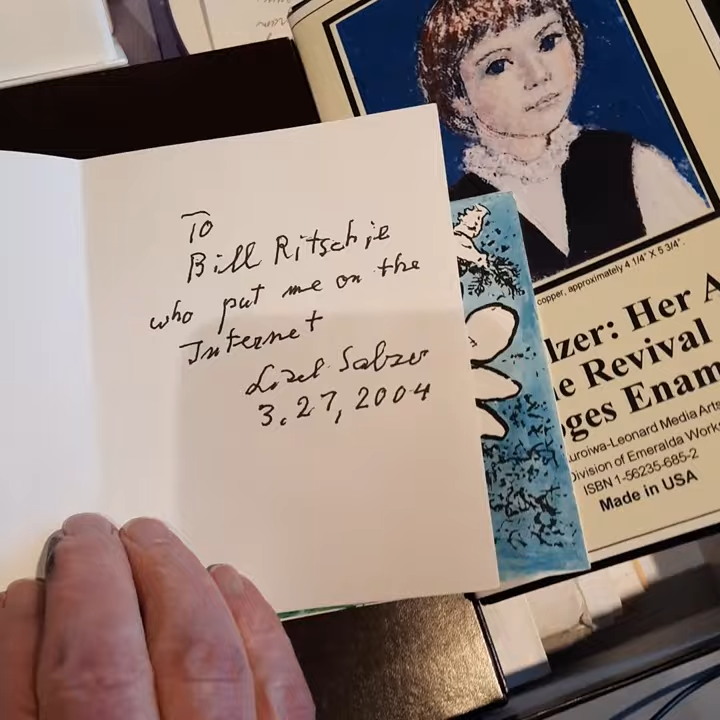 To
Bill Ritschie
who put me on the
Internet
Lisel Salzer
3.27,2004
copper, approximately 4 1/4" X 5 3/4".
lzer: Her A
e Revival
oges Enam
uroiwa-Leonard Media Arts
Division of Emeralda Works
ISBN 1-56235-685-2
Made in USA